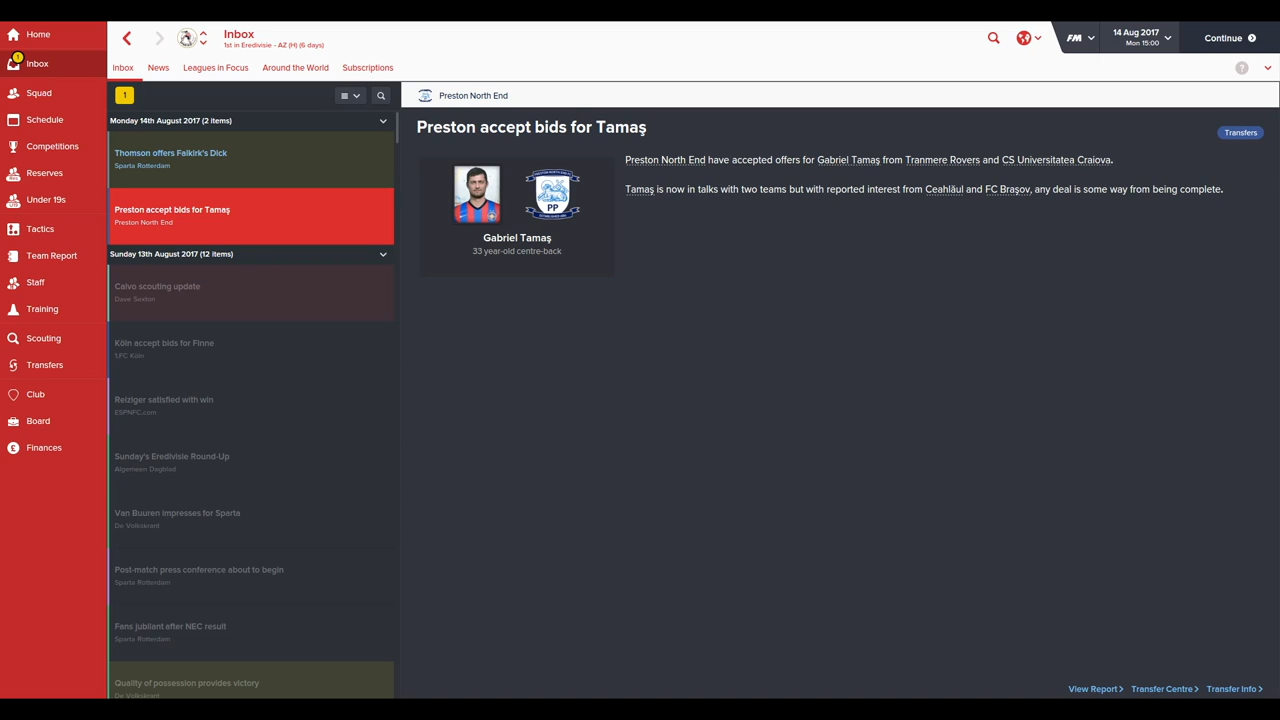 Home
Inbox
1
Squad
Schedule
Competitions
Reserves
Under 19s
Tactics
Team Report
Staff
Training
Scouting
Transfers
Club
Board
Finances
Inbox
1st in Eredivisie - AZ (H) (6 days)
FM
14 Aug 2017
Mon 15:00
Continue
Inbox
News
Leagues in Focus
Around the World
Subscriptions
?
1
Monday 14th August 2017 (2 items)
Thomson offers Falkirk's Dick
Sparta Rotterdam
Preston accept bids for Tamaş
Preston North End
Sunday 13th August 2017 (12 items)
Calvo scouting update
Dave Sexton
Köln accept bids for Finne
1.FC Köln
Reiziger satisfied with win
ESPNFC.com
Sunday's Eredivisie Round-Up
Algemeen Dagblad
Van Buuren impresses for Sparta
De Volkskrant
Post-match press conference about to begin
Sparta Rotterdam
Fans jubilant after NEC result
Sparta Rotterdam
Quality of possession provides victory
De Volkskrant
Preston North End
Preston accept bids for Tamaş
Transfers
PP
Gabriel Tamaş
33 year-old centre-back
Preston North End have accepted offers for Gabriel Tamaş from Tranmere Rovers and CS Universitatea Craiova.
Tamaş is now in talks with two teams but with reported interest from Ceahlăul and FC Braşov, any deal is some way from being complete.
View Report
Transfer Centre
Transfer Info